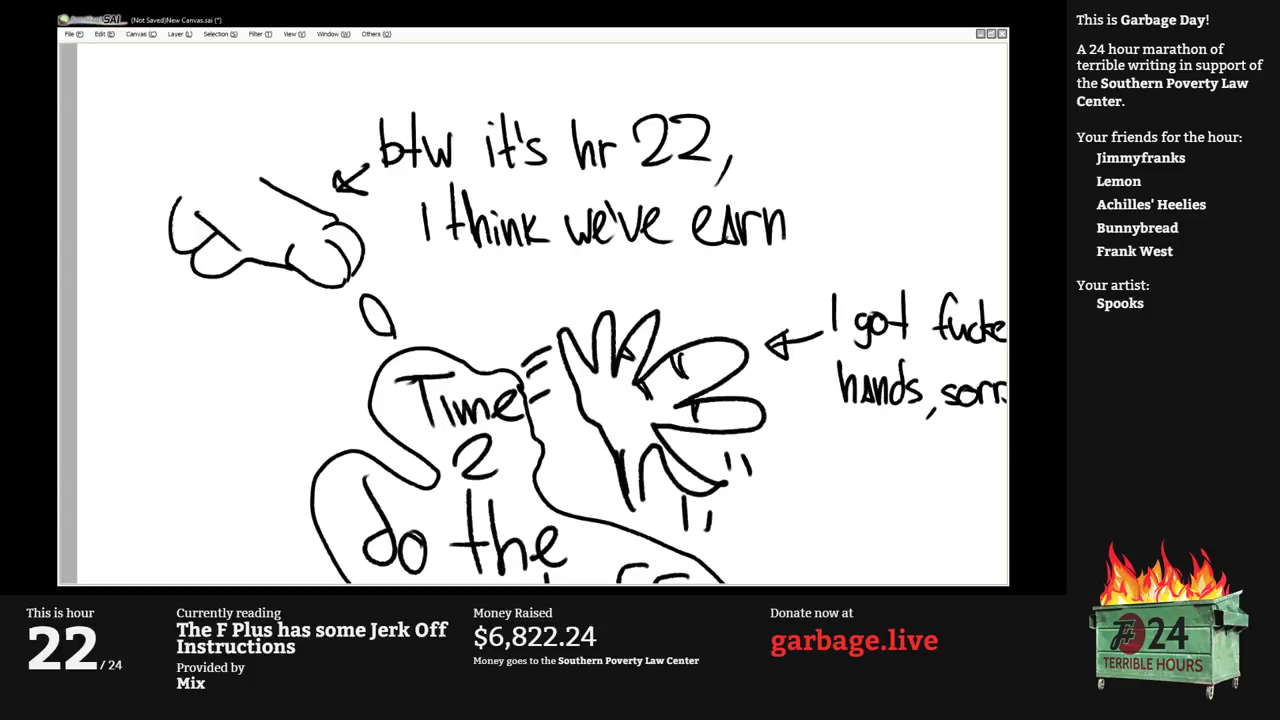 (Not Saved)New Canvas.sai (*)
File (F) Edit (E) Canvas (C) Layer (L) Selection (S) Filter (T) View (V) Window (W) Others (O)
btw it's hr 22,
I think we've earn
I got fucke
hands, sorr
Time
2
do the
This is Garbage Day!
A 24 hour marathon of
terrible writing in support of
the Southern Poverty Law
Center.
Your friends for the hour:
Jimmyfranks
Lemon
Achilles' Heelies
Bunnybread
Frank West
Your artist:
Spooks
This is hour
22 / 24
Currently reading
The F Plus has some Jerk Off
Instructions
Provided by
Mix
Money Raised
$6,822.24
Money goes to the Southern Poverty Law Center
Donate now at
garbage.live
24
TERRIBLE HOURS